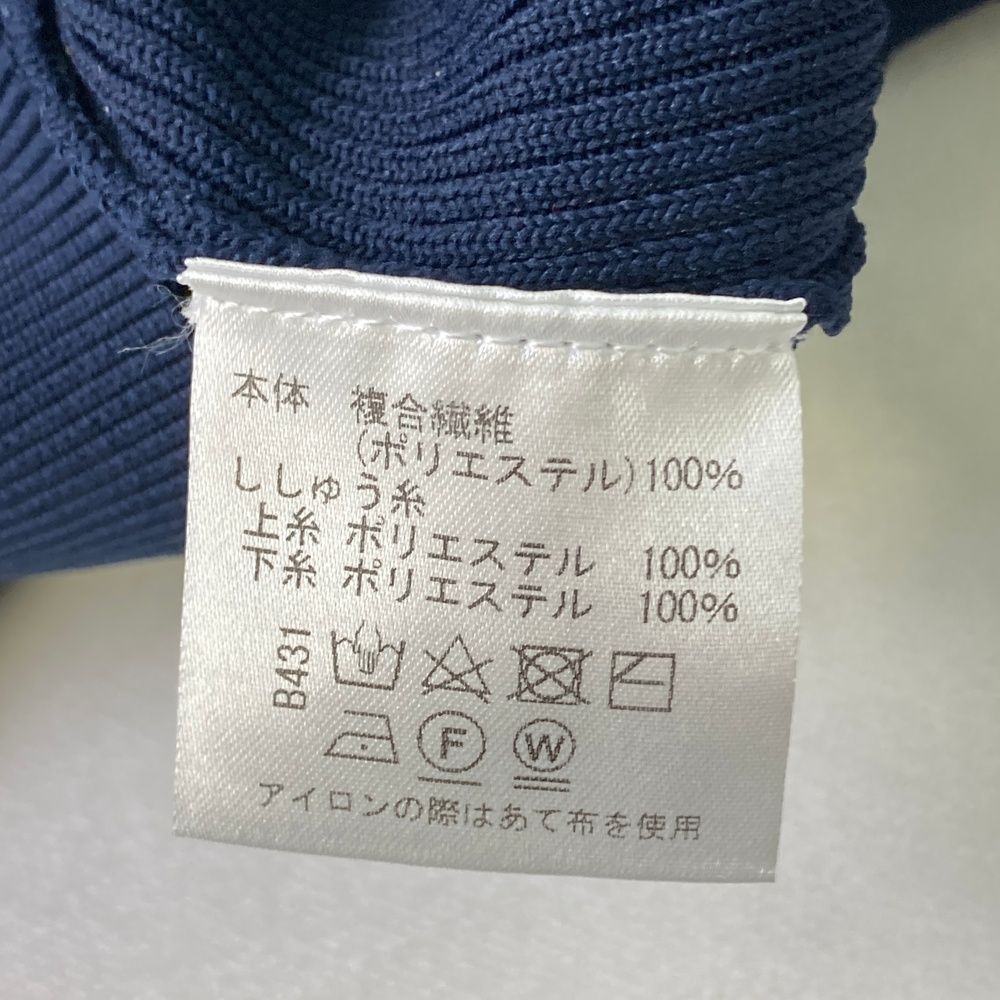 本体 複合繊維
(ポリエステル)100%
ししゅう糸
上糸 ポリエステル 100%
下糸 ポリエステル 100%
B431
F W
アイロンの際はあて布を使用